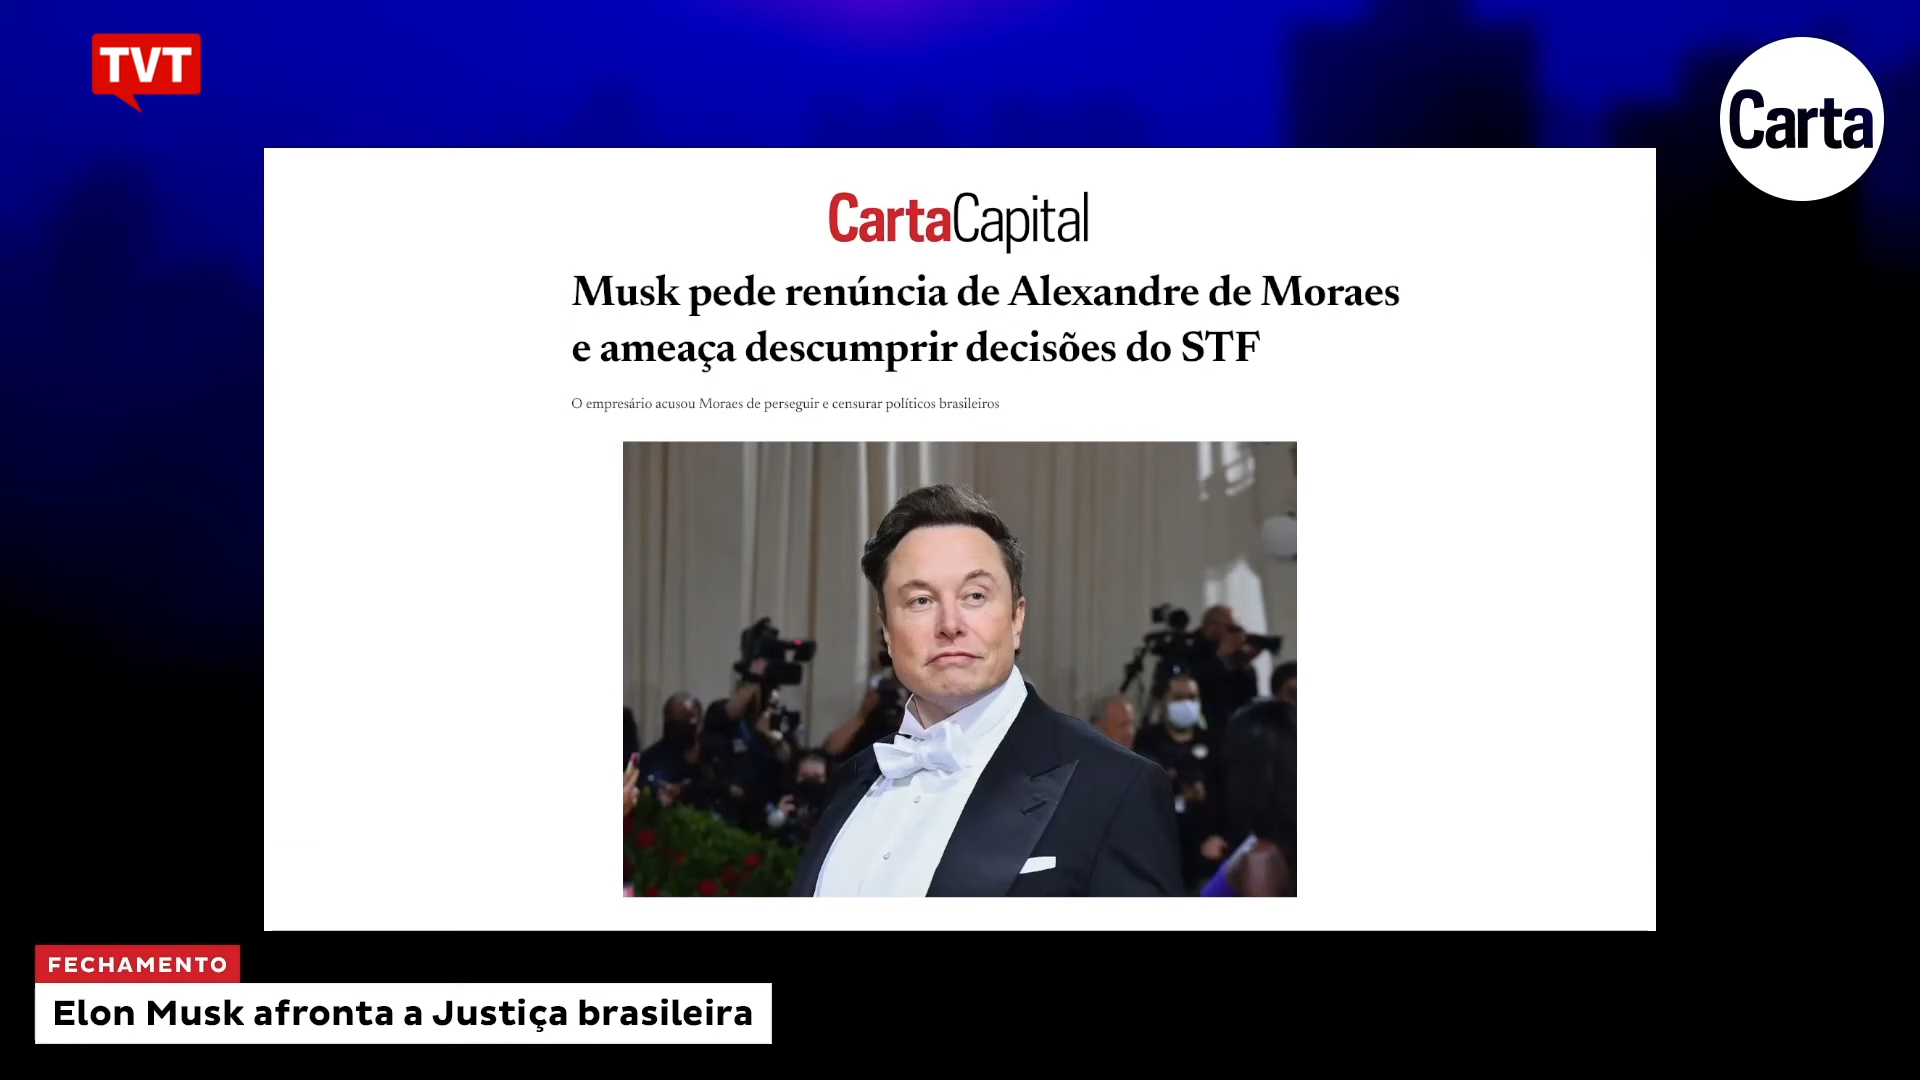 TVT
Carta
CartaCapital
Musk pede renúncia de Alexandre de Moraes
e ameaça descumprir decisões do STF
O empresário acusou Moraes de perseguir e censurar políticos brasileiros
FECHAMENTO
Elon Musk afronta a Justiça brasileira